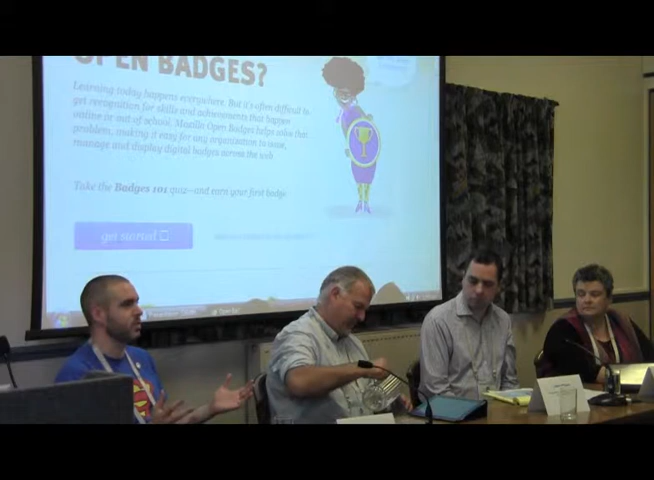 OPEN BADGES?
Learning today happens everywhere. But it's often difficult to
get recognition for skills and achievements that happen
online or out of school. Mozilla Open Badges helps solve that
problem, making it easy for any organization to issue,
manage and display digital badges across the web.
Take the Badges 101 quiz—and earn your first badge
get started